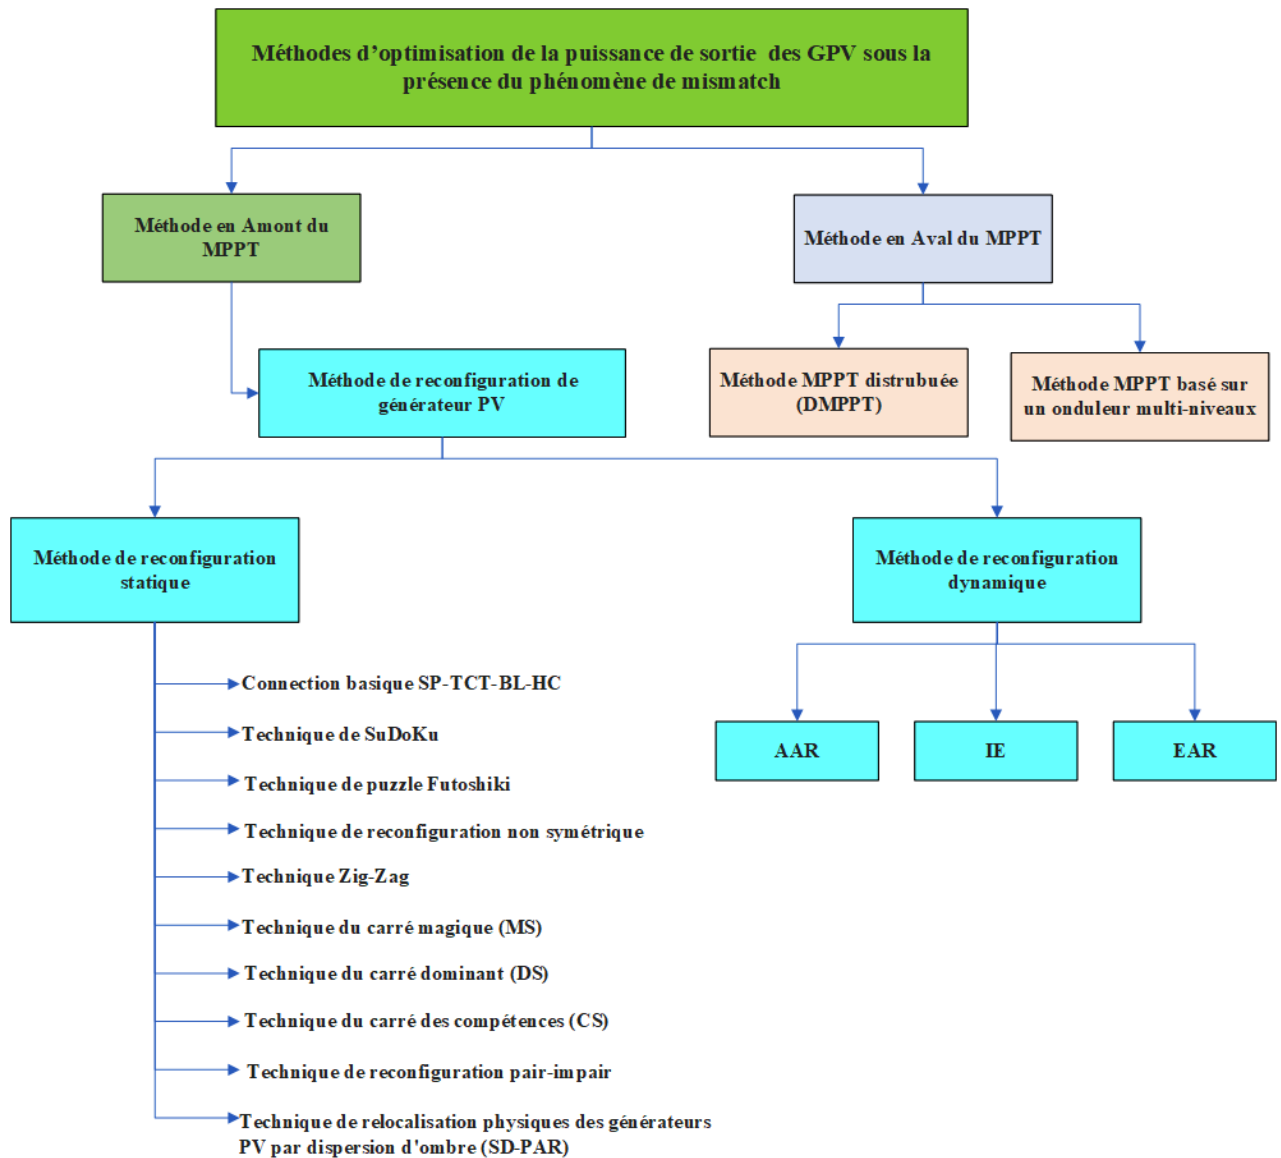 Méthodes d'optimisation de la puissance de sortie des GPV sous la
présence du phénomène de mismatch
Méthode en Amont du
MPPT
Méthode en Aval du MPPT
Méthode de reconfiguration de
générateur PV
Méthode MPPT distrubuée
(DMPPT)
Méthode MPPT basé sur
un onduleur multi-niveaux
Méthode de reconfiguration
statique
Méthode de reconfiguration
dynamique
Connection basique SP-TCT-BL-HC
Technique de SuDoKu
Technique de puzzle Futoshiki
Technique de reconfiguration non symétrique
Technique Zig-Zag
Technique du carré magique (MS)
Technique du carré dominant (DS)
Technique du carré des compétences (CS)
Technique de reconfiguration pair-impair
Technique de relocalisation physiques des générateurs
PV par dispersion d'ombre (SD-PAR)
AAR
IE
EAR